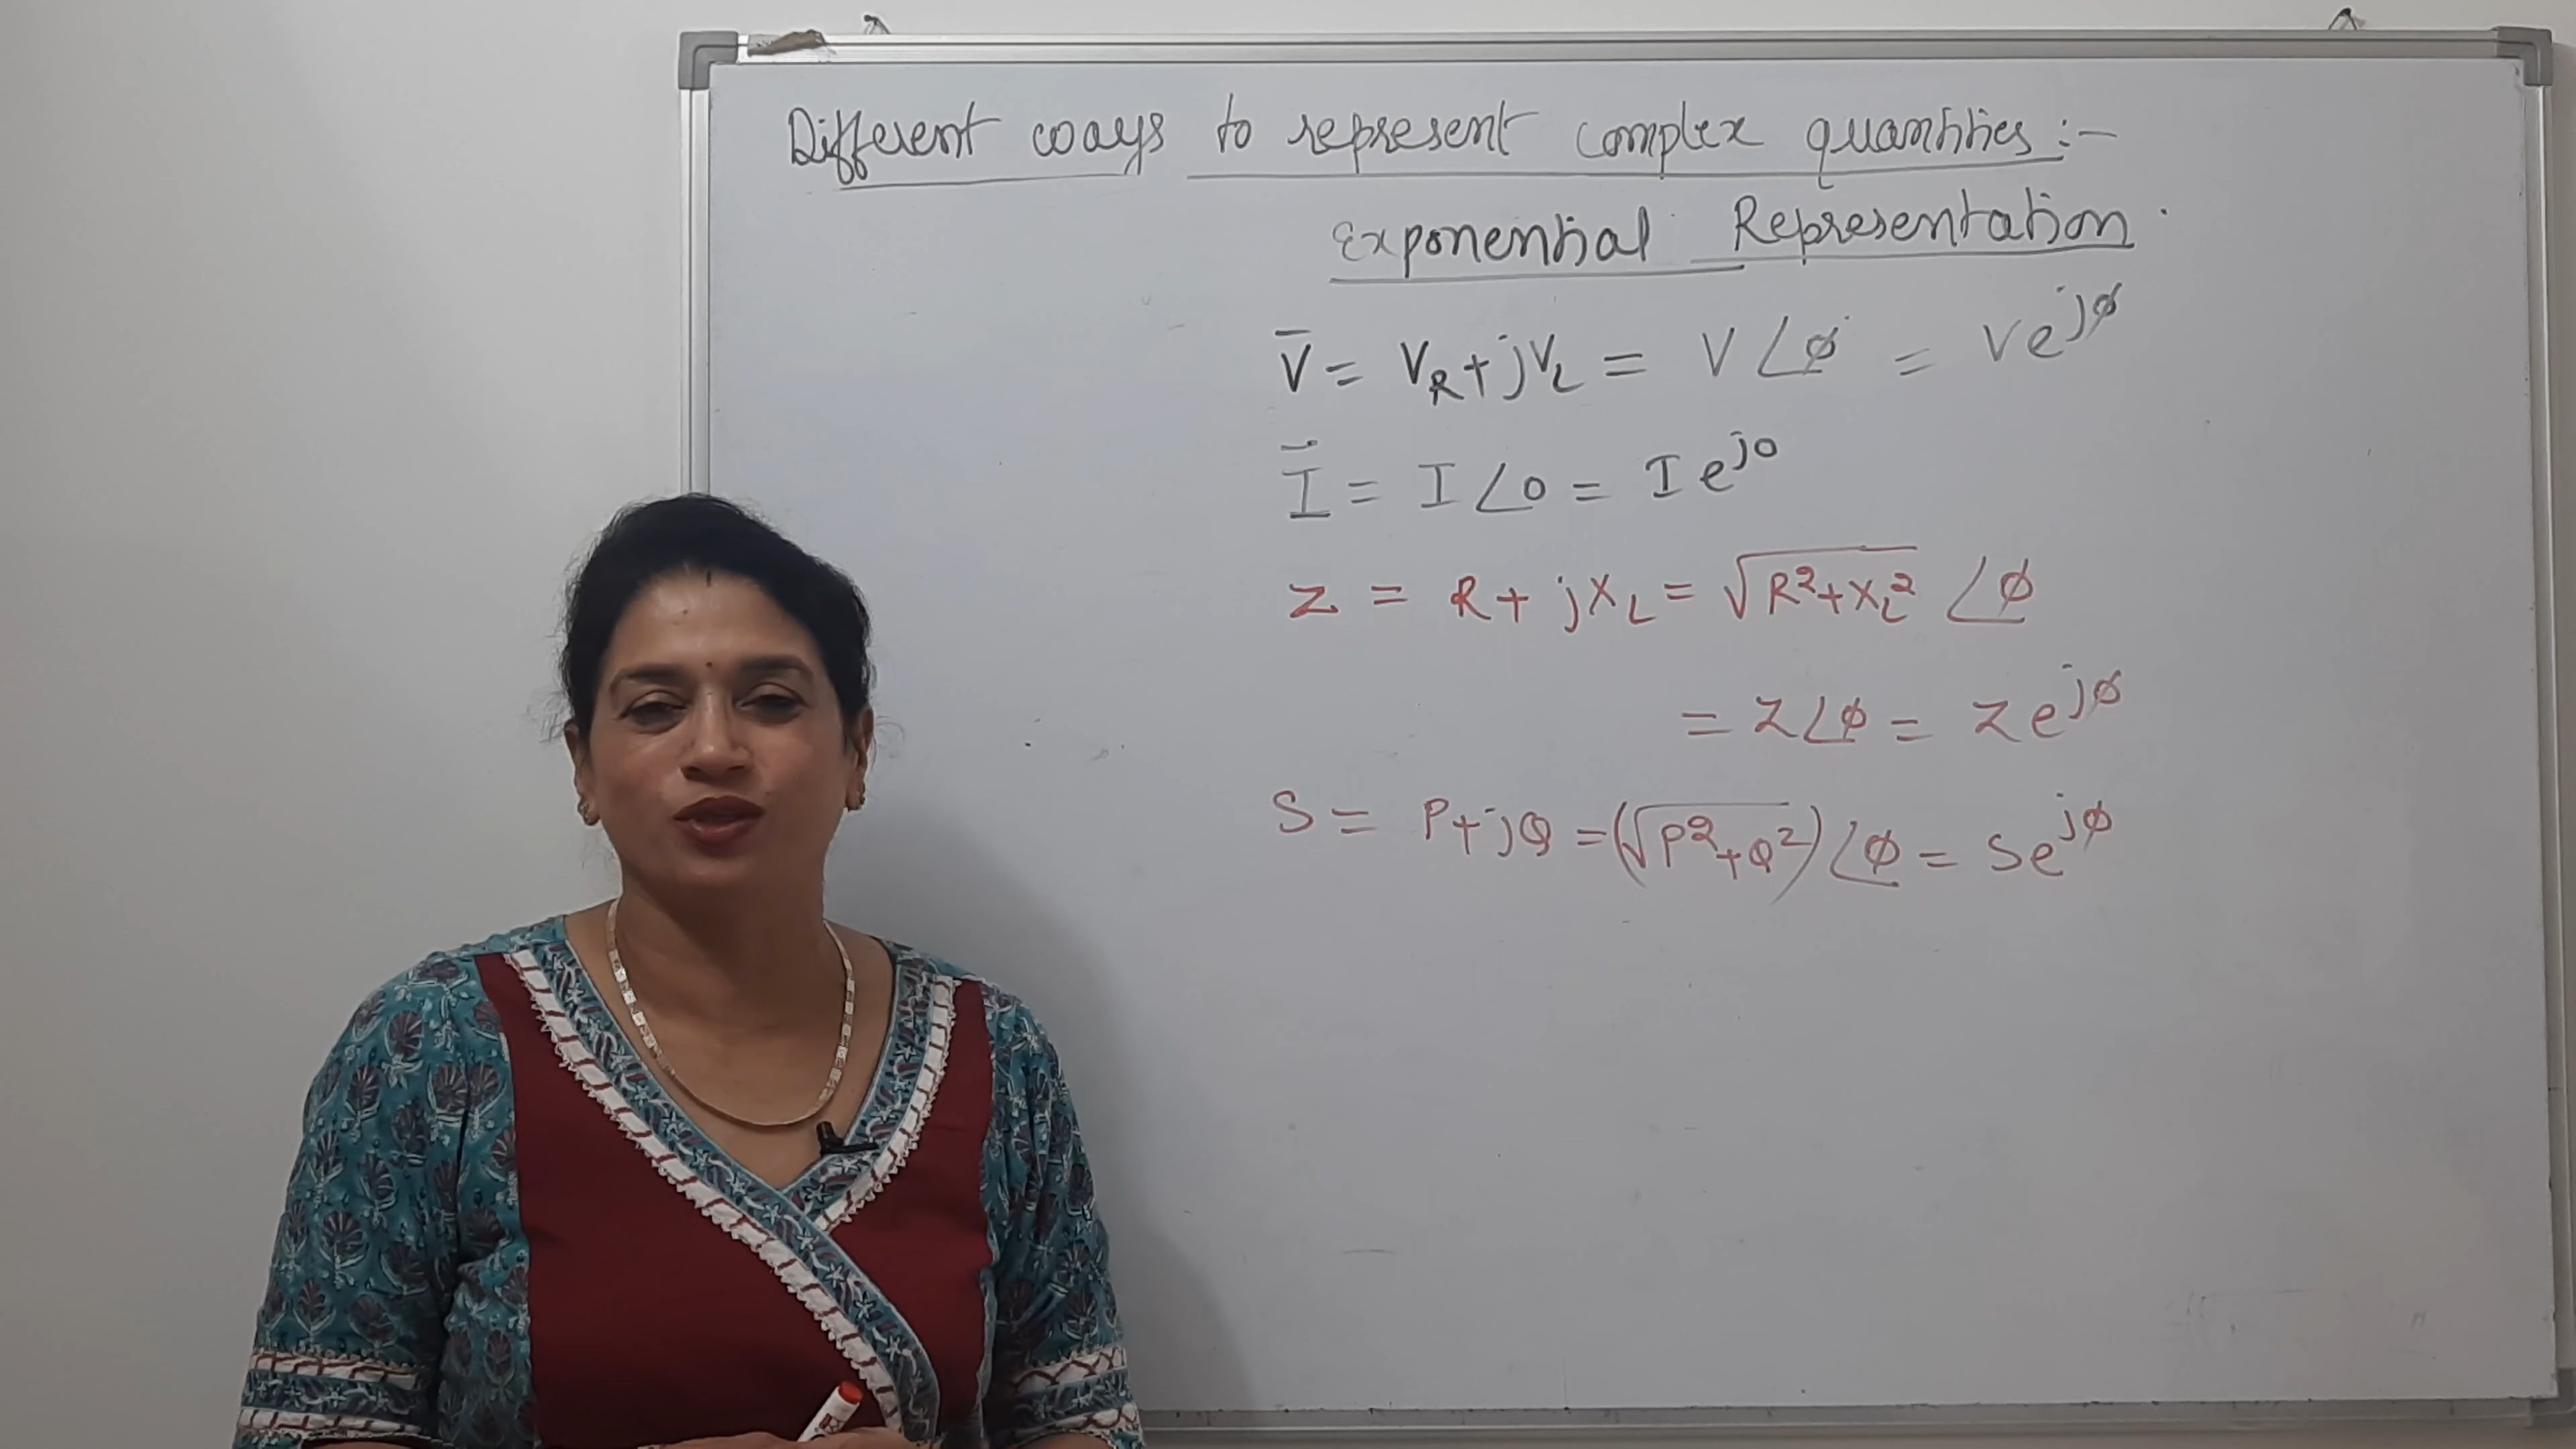 Different ways to represent complex quantities :-
Exponential Representation.
V̅ = V_R + jV_L = V∠ϕ = Ve^{jϕ}
I̅ = I∠0 = Ie^{j0}
Z = R + jX_L = √(R²+X_L²) ∠ϕ
= Z∠ϕ = Ze^{jϕ}
S = P+jQ = (√(P²+Q²)) ∠ϕ = Se^{jϕ}